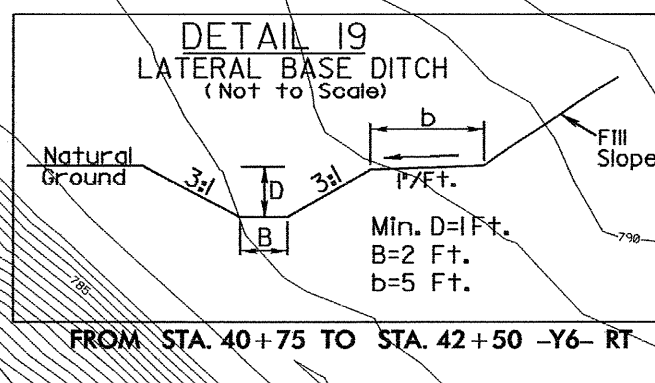 DETAIL 19
LATERAL BASE DITCH
(Not to Scale)
b
Natural
Ground
3:1
D
3:1
1"/Ft.
Fill
Slope
B
Min. D=1 Ft.
B=2 Ft.
b=5 Ft.
790
785
FROM STA. 40+75 TO STA. 42+50 -Y6- RT